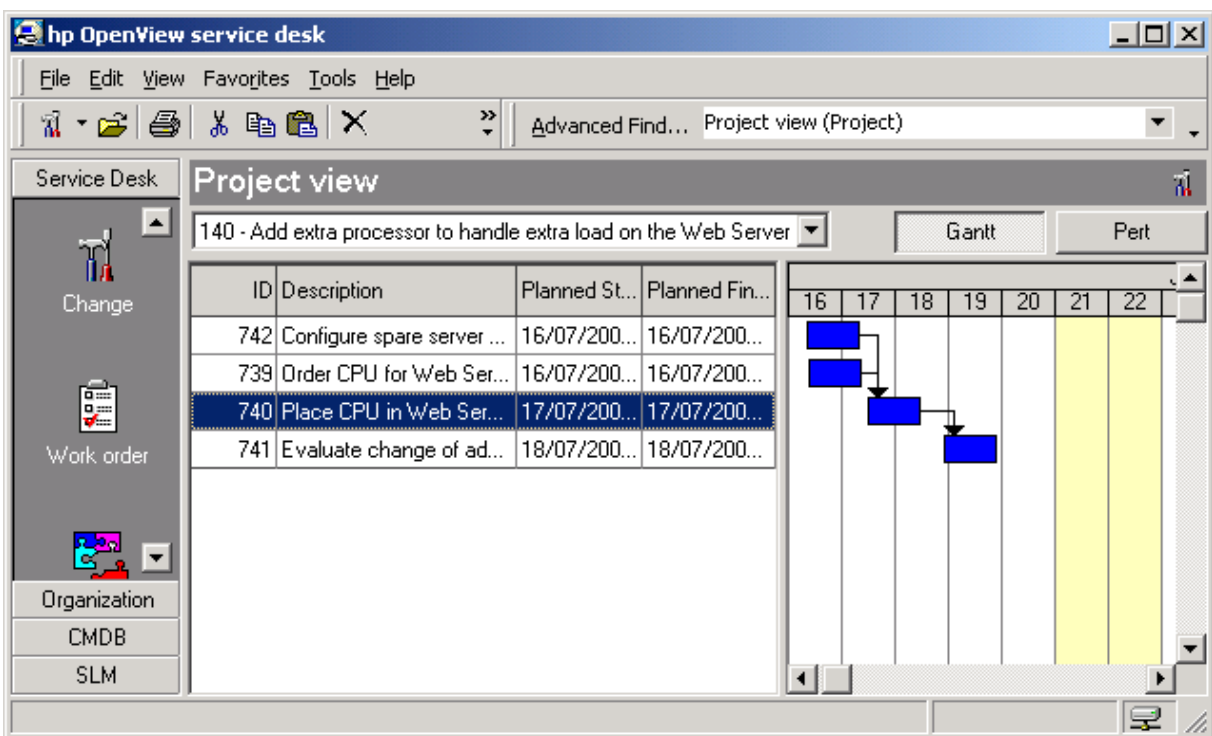 hp OpenView service desk
File Edit View Favorites Tools Help
Advanced Find... Project view (Project)
Service Desk
Project view
140 - Add extra processor to handle extra load on the Web Server
Gantt Pert
Change
ID Description Planned St... Planned Fin...
16 17 18 19 20 21 22
742 Configure spare server ... 16/07/200... 16/07/200...
739 Order CPU for Web Ser... 16/07/200... 16/07/200...
740 Place CPU in Web Ser... 17/07/200... 17/07/200...
741 Evaluate change of ad... 18/07/200... 18/07/200...
Work order
Organization
CMDB
SLM